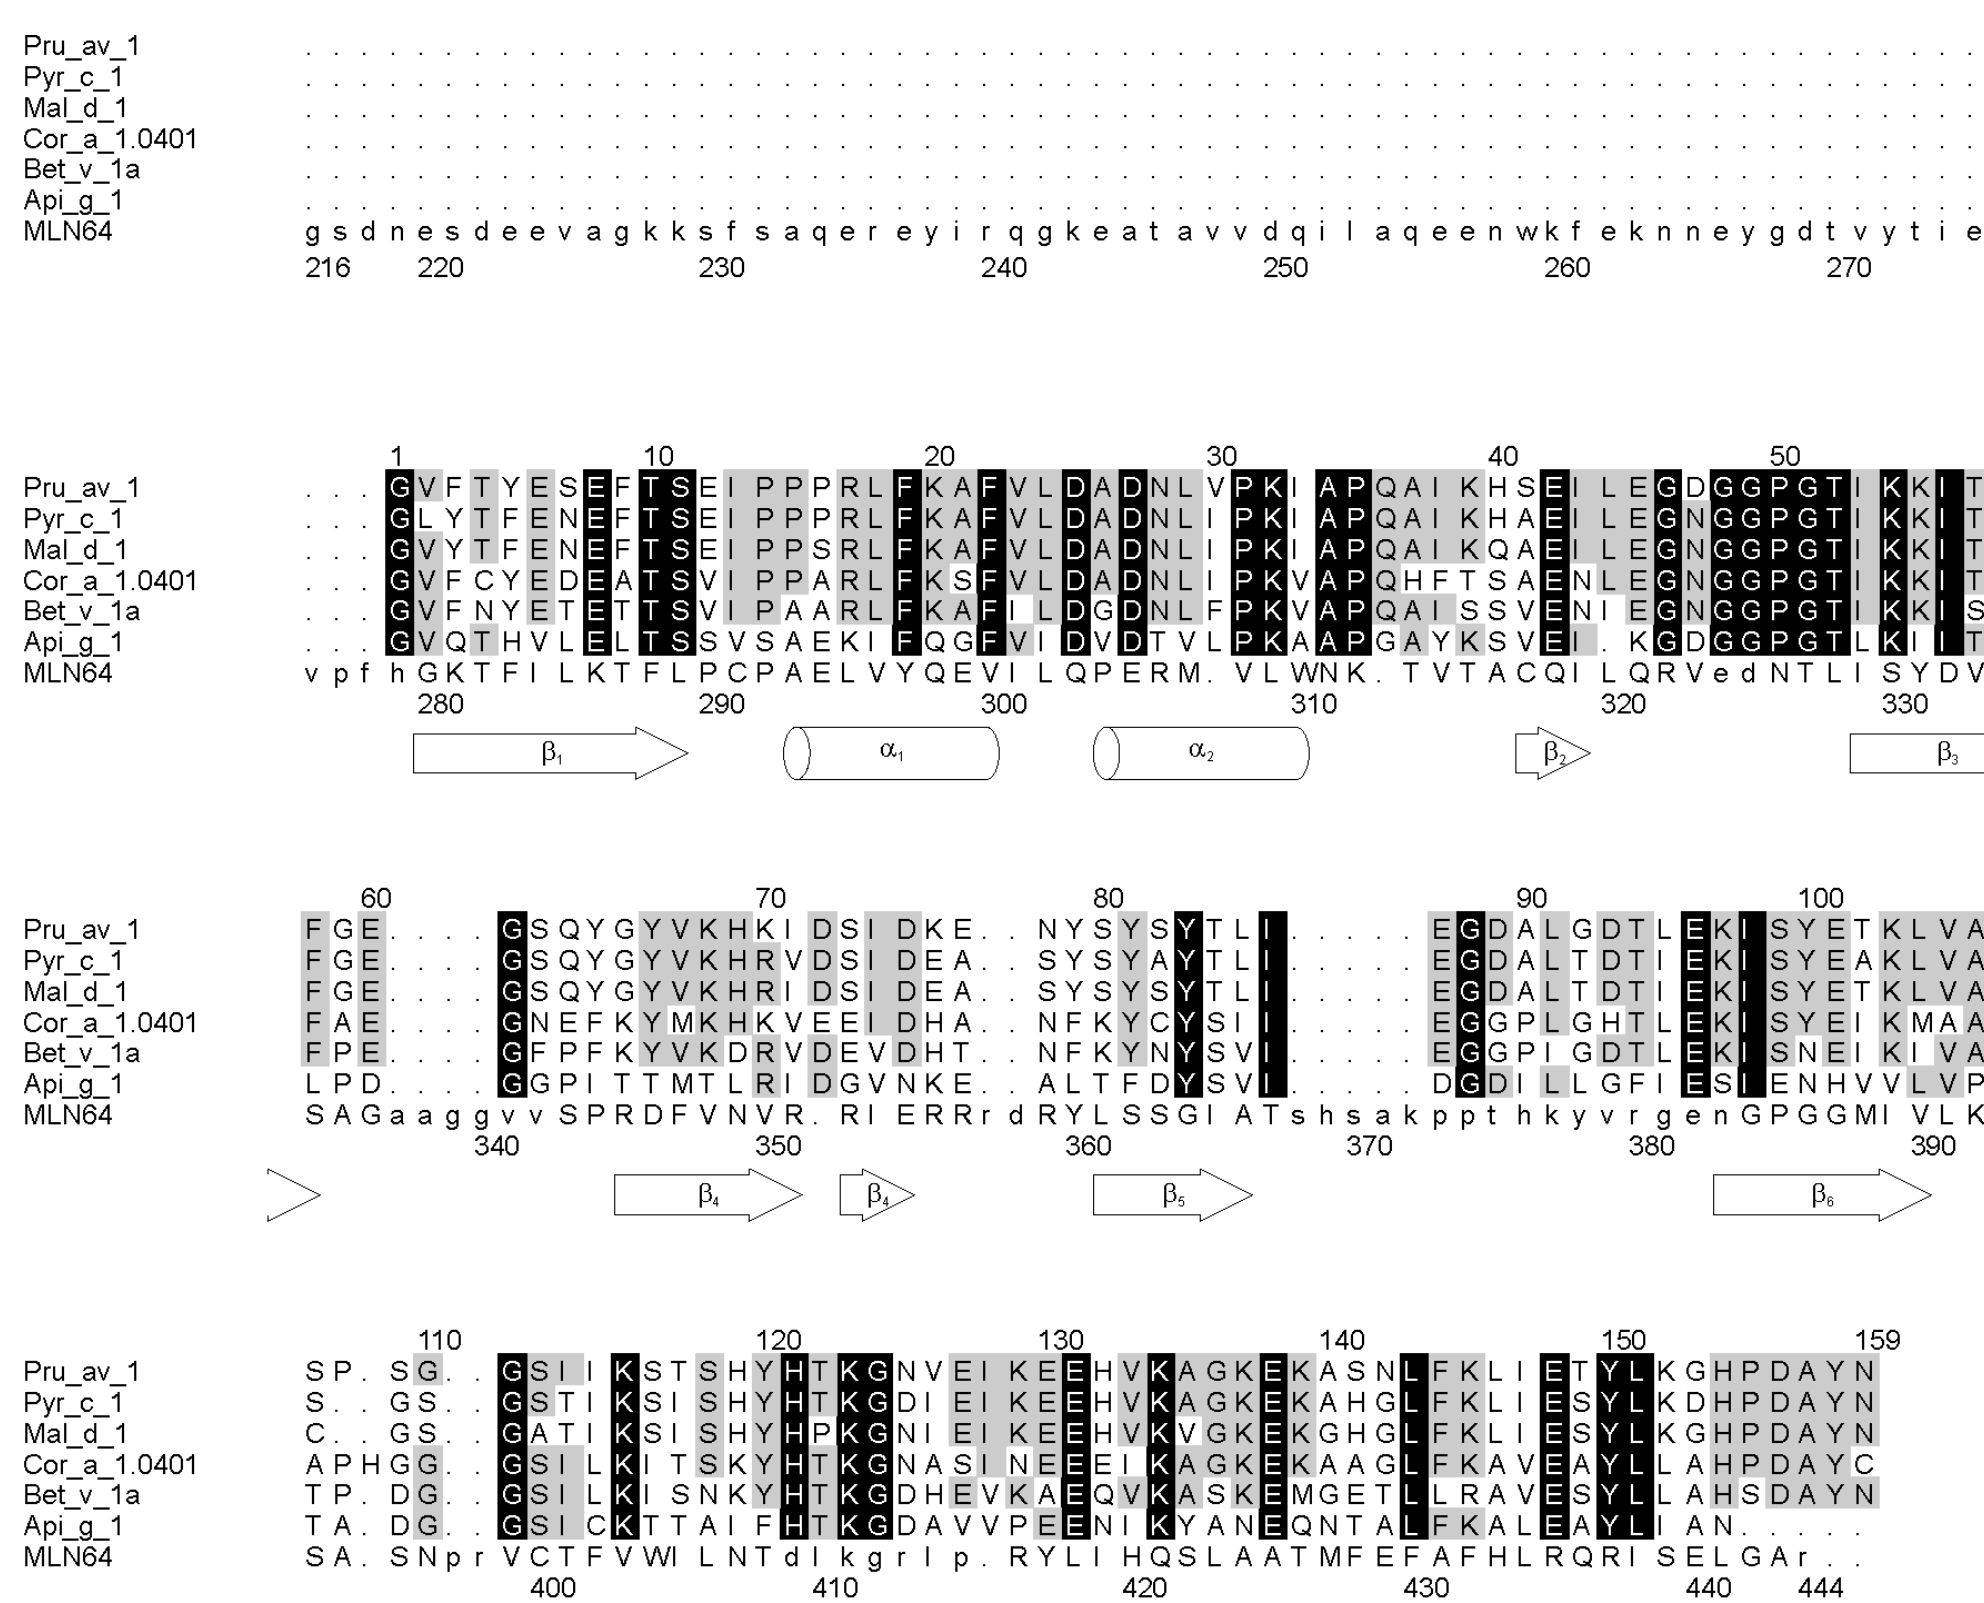 Pru_av_1 . . . . . . . . . . . . . . . . . . . . . . . . . . . . . . . . . . . . . . . . . . . . . . . . . . . . . . . . . . . .
Pyr_c_1 . . . . . . . . . . . . . . . . . . . . . . . . . . . . . . . . . . . . . . . . . . . . . . . . . . . . . . . . . . . .
Mal_d_1 . . . . . . . . . . . . . . . . . . . . . . . . . . . . . . . . . . . . . . . . . . . . . . . . . . . . . . . . . . . .
Cor_a_1.0401 . . . . . . . . . . . . . . . . . . . . . . . . . . . . . . . . . . . . . . . . . . . . . . . . . . . . . . . . . . . .
Bet_v_1a . . . . . . . . . . . . . . . . . . . . . . . . . . . . . . . . . . . . . . . . . . . . . . . . . . . . . . . . . . . .
Api_g_1 . . . . . . . . . . . . . . . . . . . . . . . . . . . . . . . . . . . . . . . . . . . . . . . . . . . . . . . . . . . .
MLN64 g s d n e s d e e v a g k k s f s a q e r e y i r q g k e a t a v v d q i l a q e e n w k f e k n n e y g d t v y t i e
216 220 230 240 250 260 270
1 10 20 30 40 50
Pru_av_1 . . . G V F T Y E S E F T S E I P P P R L F K A F V L D A D N L V P K I A P Q A I K H S E I L E G D G G P G T I K K I T
Pyr_c_1 . . . G L Y T F E N E F T S E I P P P R L F K A F V L D A D N L I P K I A P Q A I K H A E I L E G N G G P G T I K K I T
Mal_d_1 . . . G V Y T F E N E F T S E I P P S R L F K A F V L D A D N L I P K I A P Q A I K Q A E I L E G N G G P G T I K K I T
Cor_a_1.0401 . . . G V F C Y E D E A T S V I P P A R L F K S F V L D A D N L I P K V A P Q H F T S A E N L E G N G G P G T I K K I T
Bet_v_1a . . . G V F N Y E T E T T S V I P A A R L F K A F I L D G D N L F P K V A P Q A I S S V E N I E G N G G P G T I K K I S
Api_g_1 . . . G V Q T H V L E L T S S V S A E K I F Q G F V I D V D T V L P K A A P G A Y K S V E I . K G D G G P G T L K I I T
MLN64 v p f h G K T F I L K T F L P C P A E L V Y Q E V I L Q P E R M . V L W N K . T V T A C Q I L Q R V e d N T L I S Y D V
280 290 300 310 320 330
β1 α1 α2 β2 β3
60 70 80 90 100
Pru_av_1 F G E . . . . G S Q Y G Y V K H K I D S I D K E . . N Y S Y S Y T L I . . . . . E G D A L G D T L E K I S Y E T K L V A
Pyr_c_1 F G E . . . . G S Q Y G Y V K H R V D S I D E A . . S Y S Y A Y T L I . . . . . E G D A L T D T I E K I S Y E A K L V A
Mal_d_1 F G E . . . . G S Q Y G Y V K H R I D S I D E A . . S Y S Y S Y T L I . . . . . E G D A L T D T I E K I S Y E T K L V A
Cor_a_1.0401 F A E . . . . G N E F K Y M K H K V E E I D H A . . N F K Y C Y S I I . . . . . E G G P L G H T L E K I S Y E I K M A A
Bet_v_1a F P E . . . . G F P F K Y V K D R V D E V D H T . . N F K Y N Y S V I . . . . . E G G P I G D T L E K I S N E I K I V A
Api_g_1 L P D . . . . G G P I T T M T L R I D G V N K E . . A L T F D Y S V I . . . . . D G D I L L G F I E S I E N H V V L V P
MLN64 S A G a a g g v v S P R D F V N V R . R I E R R r d R Y L S S G I A T s h s a k p p t h k y v r g e n G P G G M I V L K
340 350 360 370 380 390
β4 β4 β5 β6
110 120 130 140 150 159
Pru_av_1 S P . S G . . G S I I K S T S H Y H T K G N V E I K E E H V K A G K E K A S N L F K L I E T Y L K G H P D A Y N
Pyr_c_1 S . . G S . . G S T I K S I S H Y H T K G D I E I K E E H V K A G K E K A H G L F K L I E S Y L K D H P D A Y N
Mal_d_1 C . . G S . . G A T I K S I S H Y H P K G N I E I K E E H V K V G K E K G H G L F K L I E S Y L K G H P D A Y N
Cor_a_1.0401 A P H G G . . G S I L K I T S K Y H T K G N A S I N E E E I K A G K E K A A G L F K A V E A Y L L A H P D A Y C
Bet_v_1a T P . D G . . G S I L K I S N K Y H T K G D H E V K A E Q V K A S K E M G E T L L R A V E S Y L L A H S D A Y N
Api_g_1 T A . D G . . G S I C K T T A I F H T K G D A V V P E E N I K Y A N E Q N T A L F K A L E A Y L I A N . . . . .
MLN64 S A . S N p r V C T F V W I L N T d l k g r l p . R Y L I H Q S L A A T M F E F A F H L R Q R I S E L G A r . .
400 410 420 430 440 444